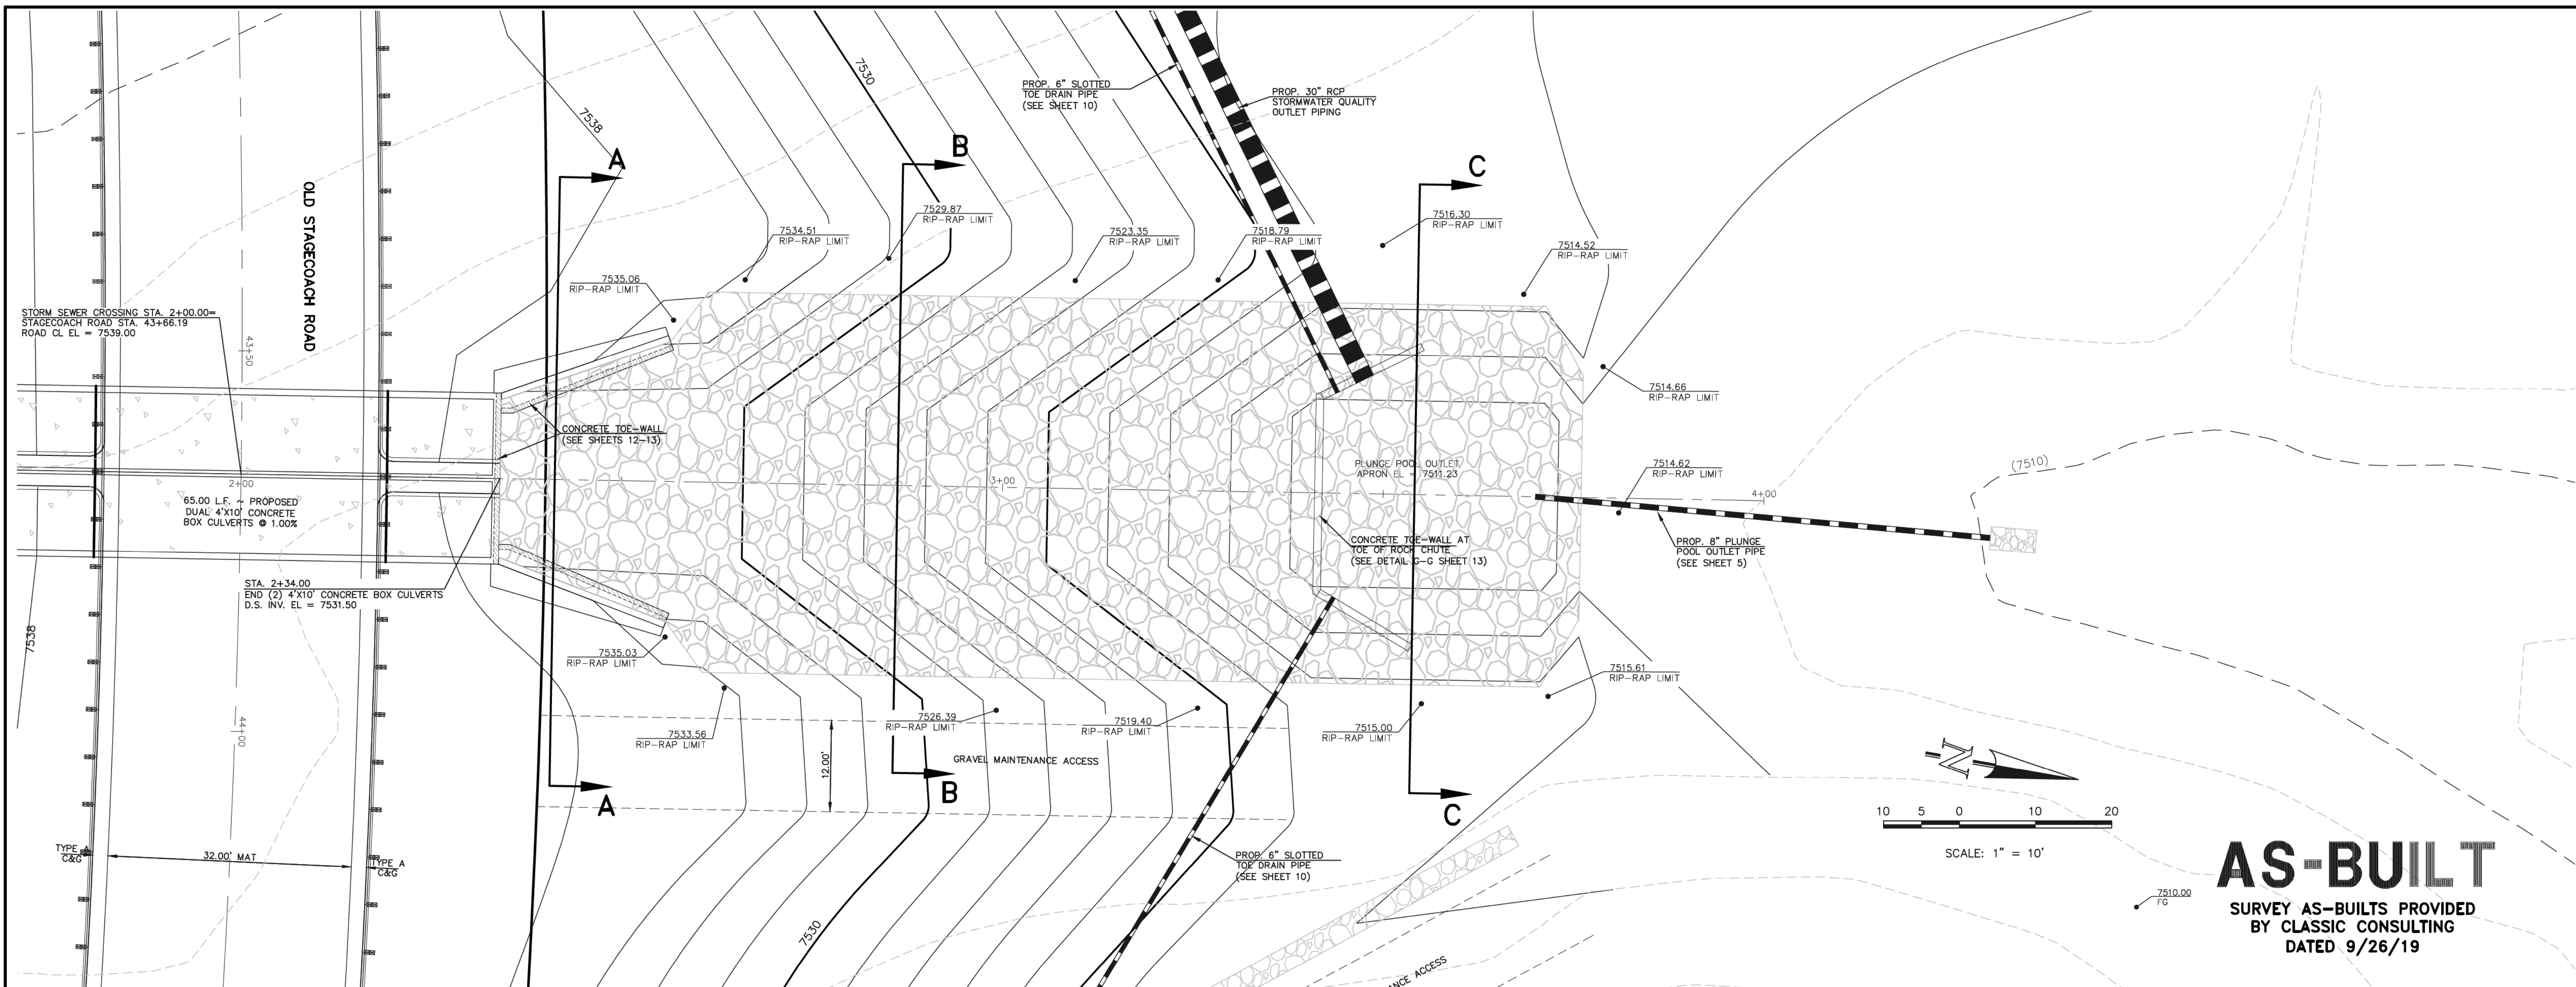 7530
7538
PROP. 6" SLOTTED
TOE DRAIN PIPE
(SEE SHEET 10)
PROP. 30" RCP
STORMWATER QUALITY
OUTLET PIPING
A
B
C
OLD STAGECOACH ROAD
7534.51
RIP-RAP LIMIT
7529.87
RIP-RAP LIMIT
7523.35
RIP-RAP LIMIT
7518.79
RIP-RAP LIMIT
7516.30
RIP-RAP LIMIT
7514.52
RIP-RAP LIMIT
7535.06
RIP-RAP LIMIT
STORM SEWER CROSSING STA. 2+00.00=
STAGECOACH ROAD STA. 43+66.19
ROAD CL EL = 7539.00
43+50
7514.66
RIP-RAP LIMIT
CONCRETE TOE-WALL
(SEE SHEETS 12-13)
PLUNGE POOL OUTLET
APRON EL = 7511.23
7514.62
RIP-RAP LIMIT
(7510)
2+00
3+00
4+00
65.00 L.F. ~ PROPOSED
DUAL 4'X10' CONCRETE
BOX CULVERTS @ 1.00%
CONCRETE TOE-WALL AT
TOE OF ROCK CHUTE
(SEE DETAIL G-G SHEET 13)
PROP. 8" PLUNGE
POOL OUTLET PIPE
(SEE SHEET 5)
STA. 2+34.00
END (2) 4'X10' CONCRETE BOX CULVERTS
D.S. INV. EL = 7531.50
7538
7535.03
RIP-RAP LIMIT
7515.61
RIP-RAP LIMIT
44+00
7533.56
RIP-RAP LIMIT
7526.39
RIP-RAP LIMIT
7519.40
RIP-RAP LIMIT
7515.00
RIP-RAP LIMIT
12.00'
GRAVEL MAINTENANCE ACCESS
N
A
B
C
10 5 0 10 20
SCALE: 1" = 10'
TYPE A
C&G
32.00' MAT
TYPE A
C&G
PROP. 6" SLOTTED
TOE DRAIN PIPE
(SEE SHEET 10)
7530
NANCE ACCESS
7510.00
FG
AS-BUILT
SURVEY AS-BUILTS PROVIDED
BY CLASSIC CONSULTING
DATED 9/26/19